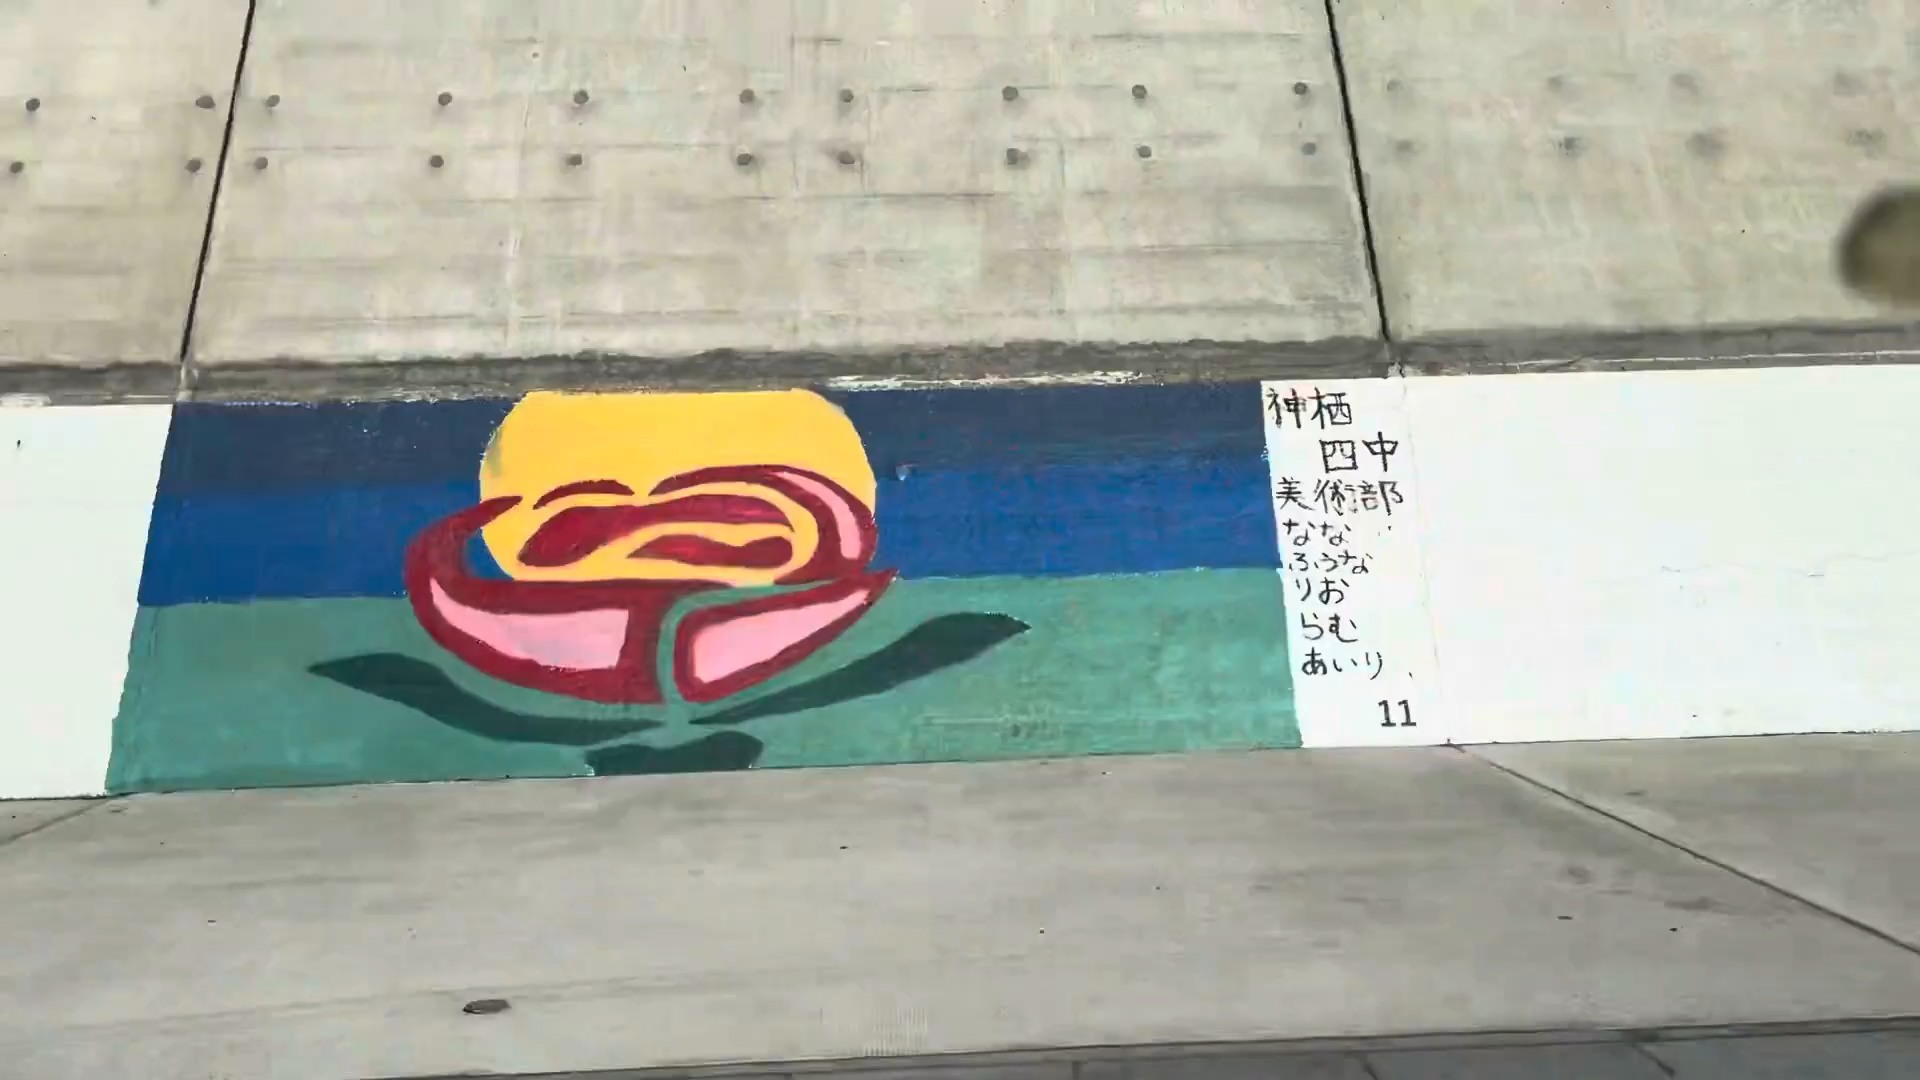 神栖
四中
美術部
なな
ふうな
りお
らむ
あいり
11